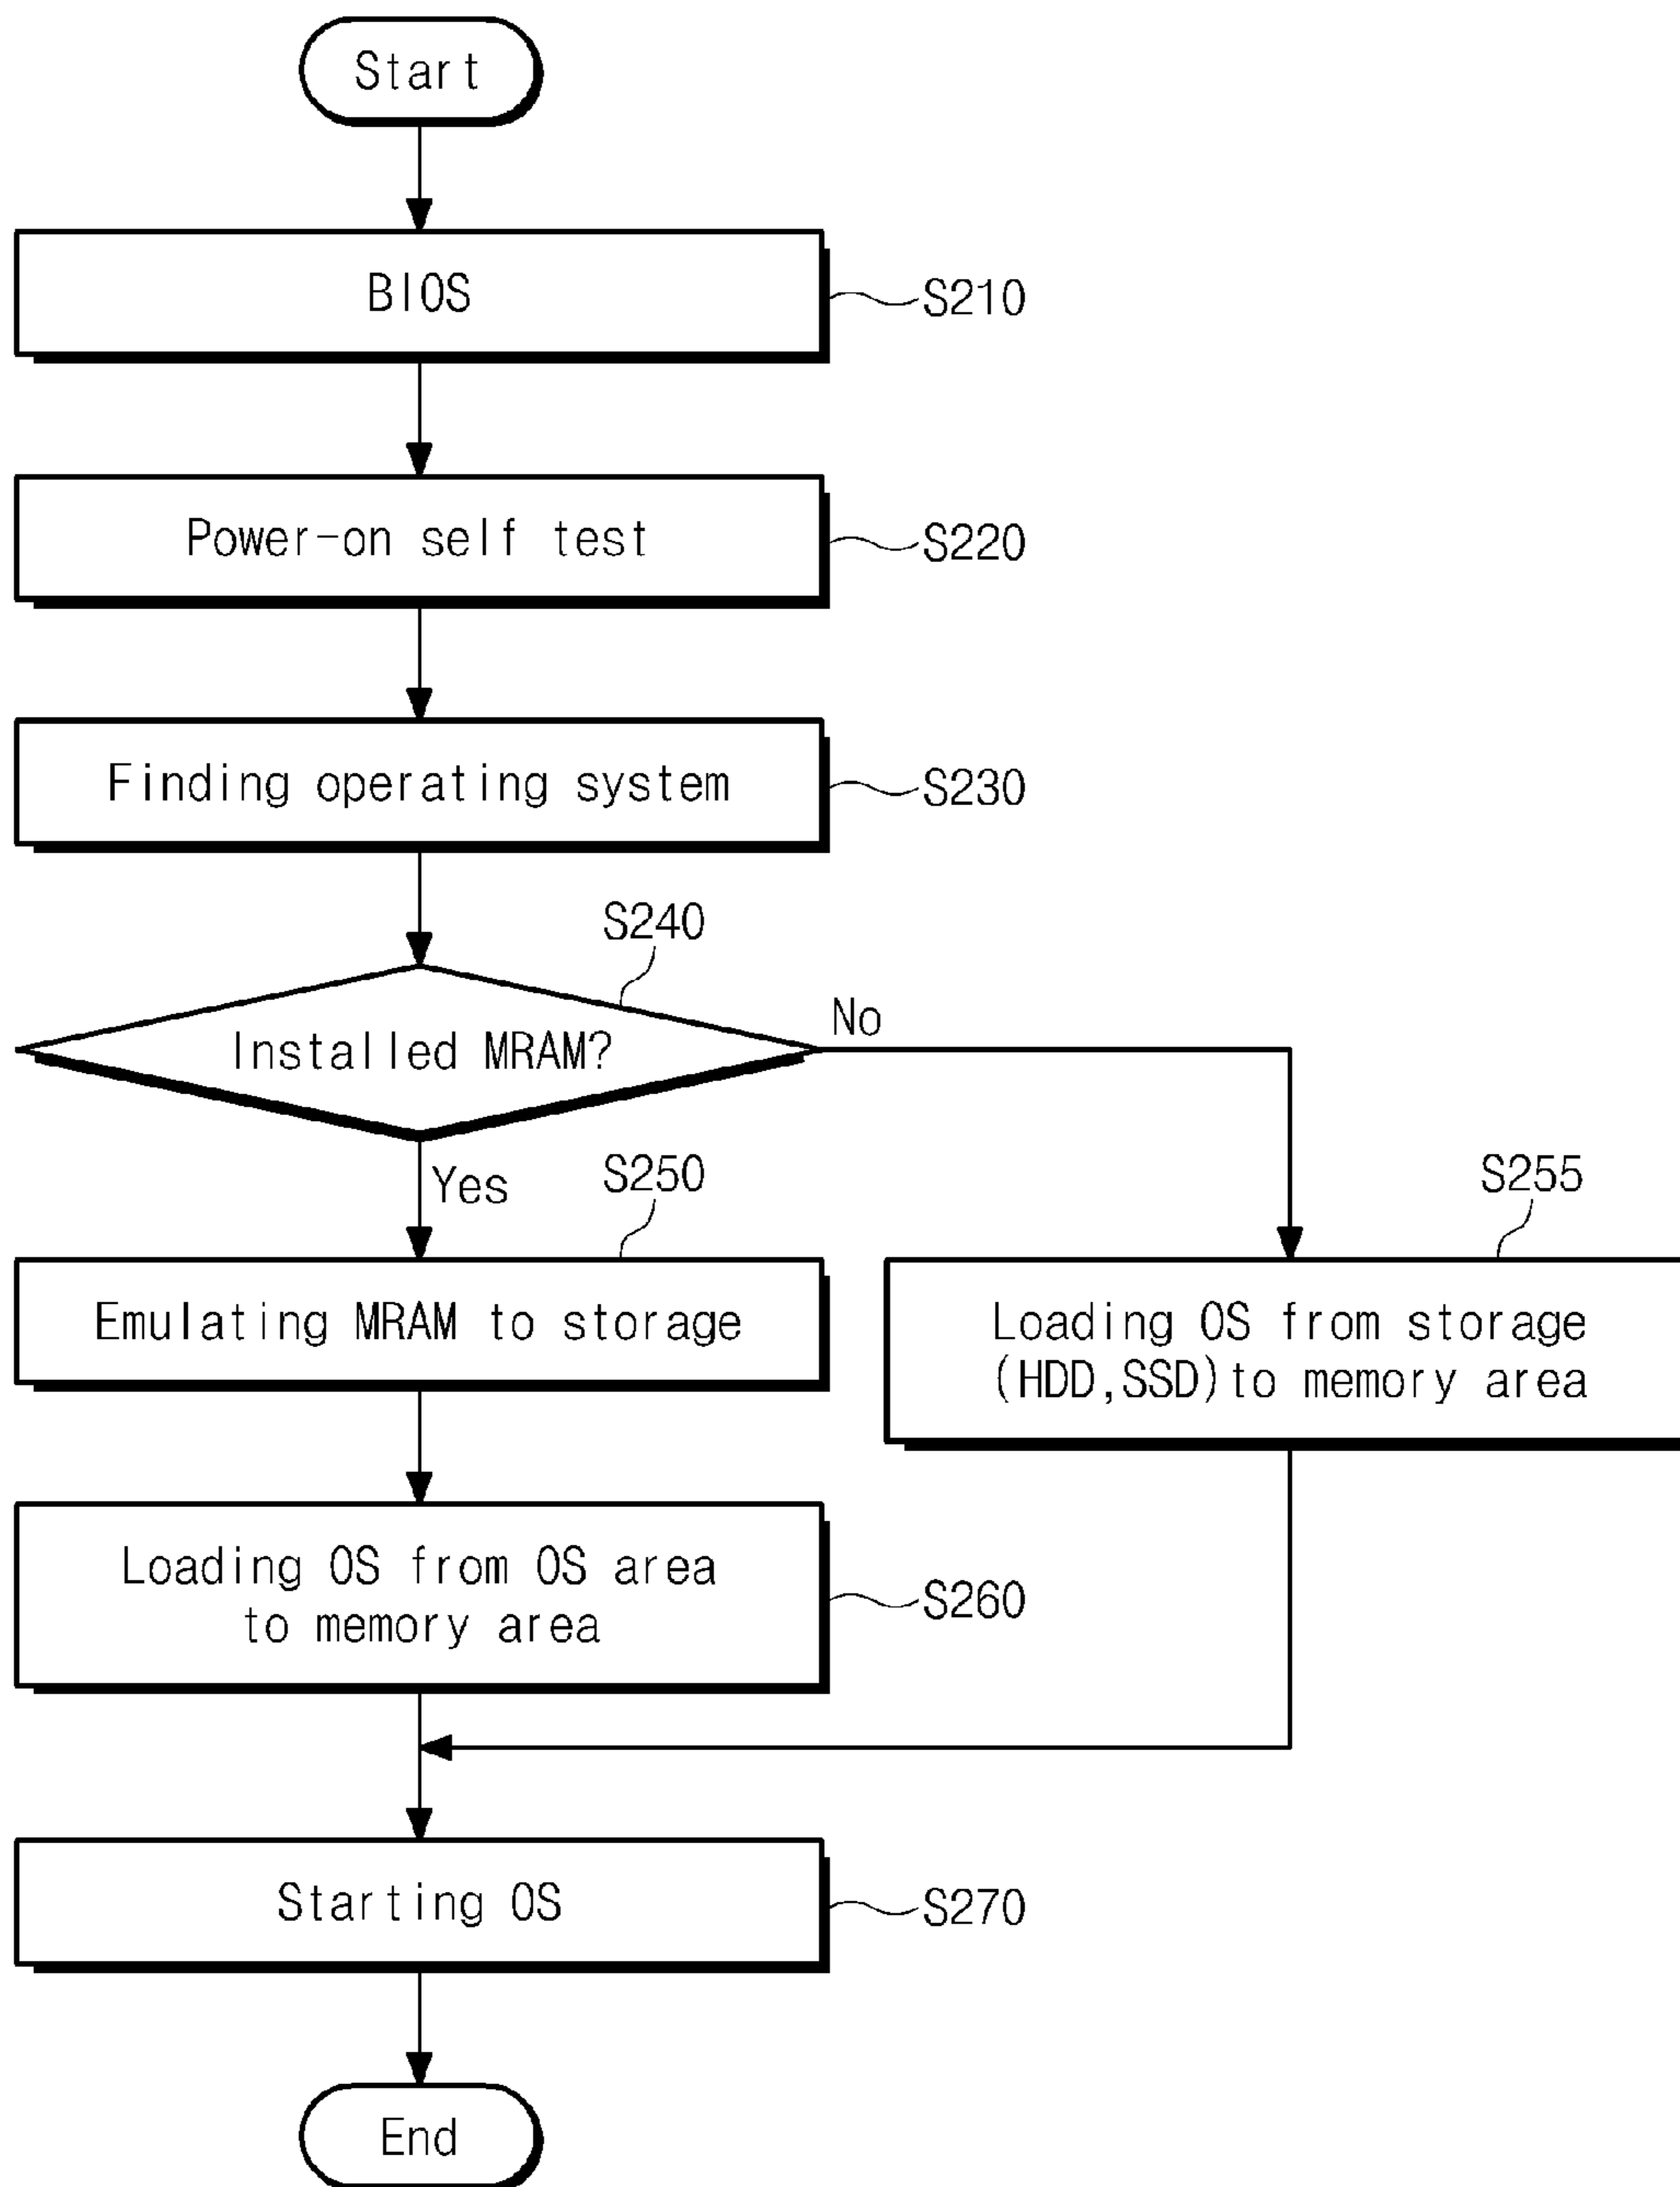 Start
BIOS
S210
Power-on self test
S220
Finding operating system
S230
S240
Installed MRAM?
No
Yes
S250
S255
Emulating MRAM to storage
Loading OS from storage
(HDD,SSD)to memory area
Loading OS from OS area
to memory area
S260
Starting OS
S270
End